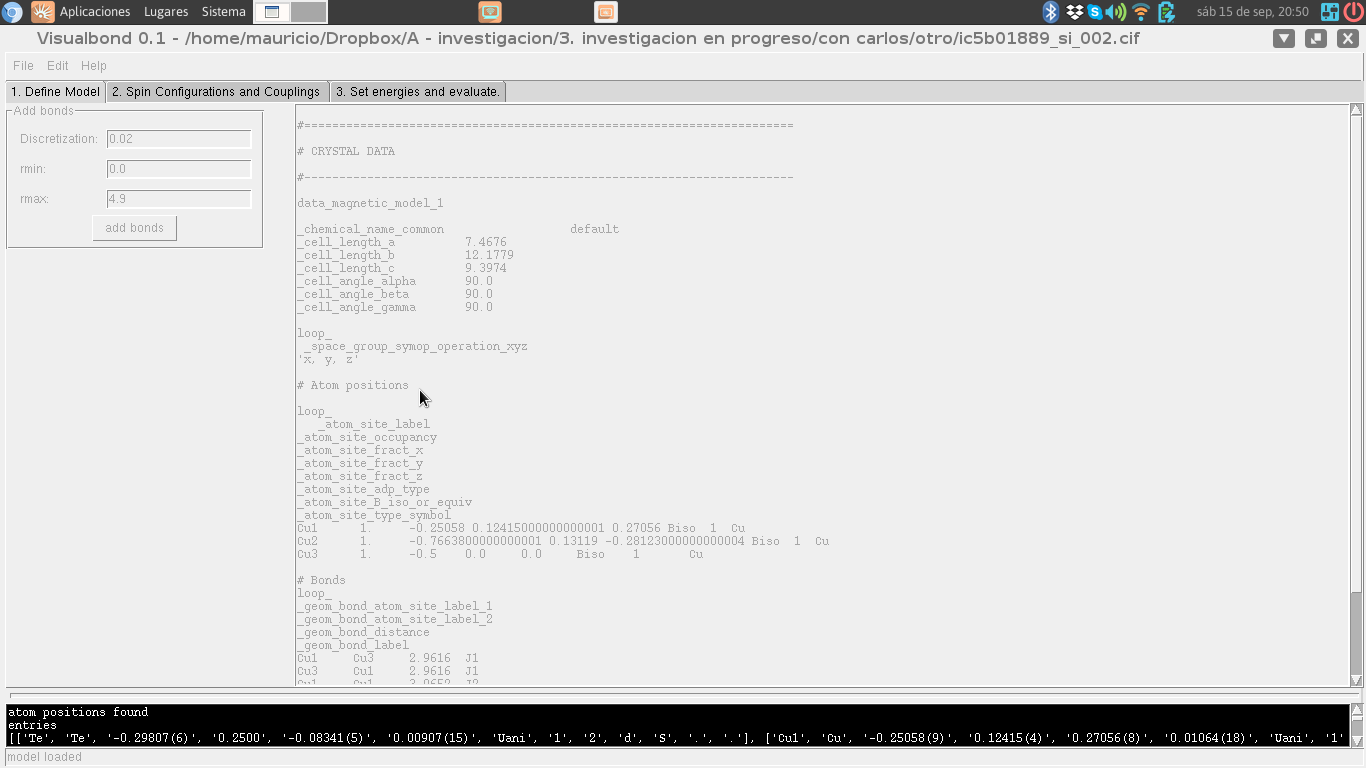 Aplicaciones Lugares Sistema sáb 15 de sep, 20:50
Visualbond 0.1 - /home/mauricio/Dropbox/A - investigacion/3. investigacion en progreso/con carlos/otro/ic5b01889_si_002.cif
File Edit Help
1. Define Model 2. Spin Configurations and Couplings 3. Set energies and evaluate.
Add bonds
Discretization: 0.02
rmin: 0.0
rmax: 4.9
add bonds
#======================================================================
# CRYSTAL DATA
#----------------------------------------------------------------------
data_magnetic_model_1
_chemical_name_common default
_cell_length_a 7.4676
_cell_length_b 12.1779
_cell_length_c 9.3974
_cell_angle_alpha 90.0
_cell_angle_beta 90.0
_cell_angle_gamma 90.0
loop_
_space_group_symop_operation_xyz
'x, y, z'
# Atom positions
loop_
_atom_site_label
_atom_site_occupancy
_atom_site_fract_x
_atom_site_fract_y
_atom_site_fract_z
_atom_site_adp_type
_atom_site_B_iso_or_equiv
_atom_site_type_symbol
Cu1 1. -0.25058 0.12415000000000001 0.27056 Biso 1 Cu
Cu2 1. -0.7663800000000001 0.13119 -0.28123000000000004 Biso 1 Cu
Cu3 1. -0.5 0.0 0.0 Biso 1 Cu
# Bonds
loop_
_geom_bond_atom_site_label_1
_geom_bond_atom_site_label_2
_geom_bond_distance
_geom_bond_label
Cu1 Cu3 2.9616 J1
Cu3 Cu1 2.9616 J1
atom positions found
entries
[['Te', 'Te', '-0.29807(6)', '0.2500', '-0.08341(5)', '0.00907(15)', 'Uani', '1', '2', 'd', 'S', '.', '.'], ['Cu1', 'Cu', '-0.25058(9)', '0.12415(4)', '0.27056(8)', '0.01064(18)', 'Uani', '1'
model loaded